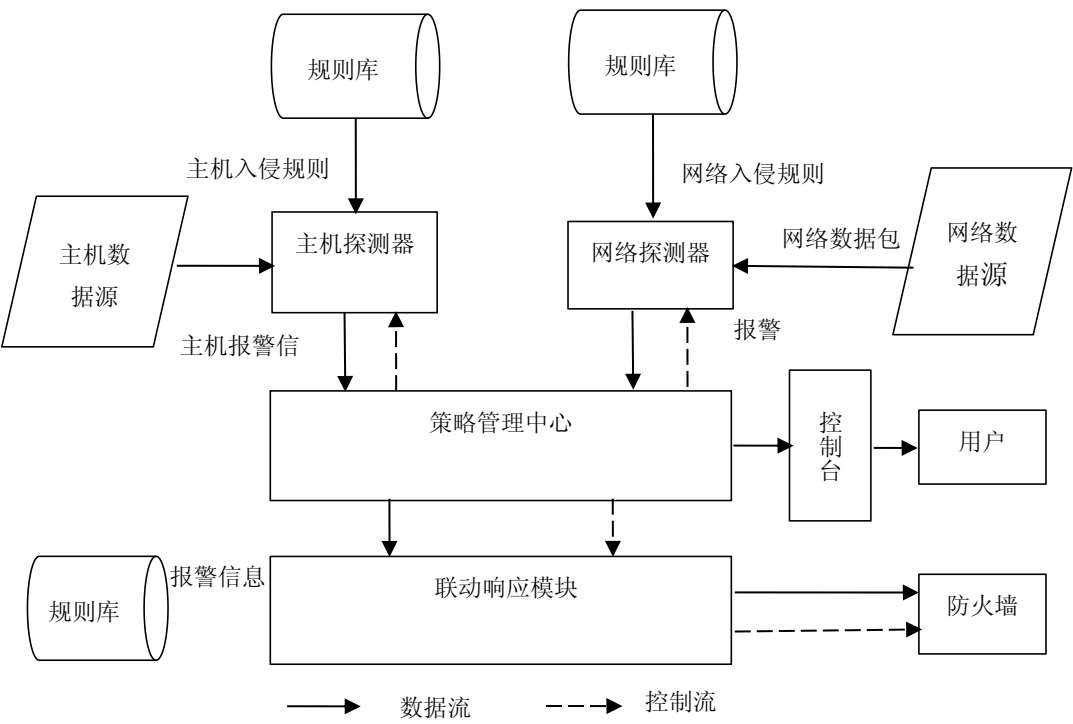 规则库
规则库
主机入侵规则
网络入侵规则
主机数
据源
主机探测器
网络探测器
网络数据包
网络数
据源
主机报警信
报警
策略管理中心
控
制
台
用户
规则库
报警信息
联动响应模块
防火墙
数据流
控制流